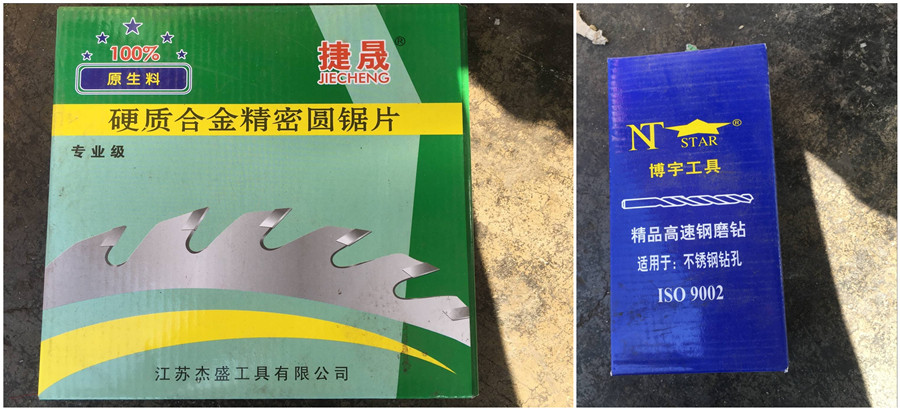 100%
原生料
捷晟®
JIECHENG
硬质合金精密圆锯片
专业级
江苏杰盛工具有限公司
NT STAR®
博宇工具
精品高速钢磨钻
适用于：不锈钢钻孔
ISO 9002